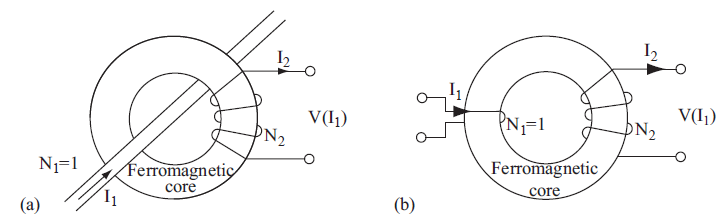 I₂
V(I₁)
N₂
N₁=1
Ferromagnetic
core
I₁
(a)
I₂
I₁
V(I₁)
N₁=1
N₂
Ferromagnetic
core
(b)